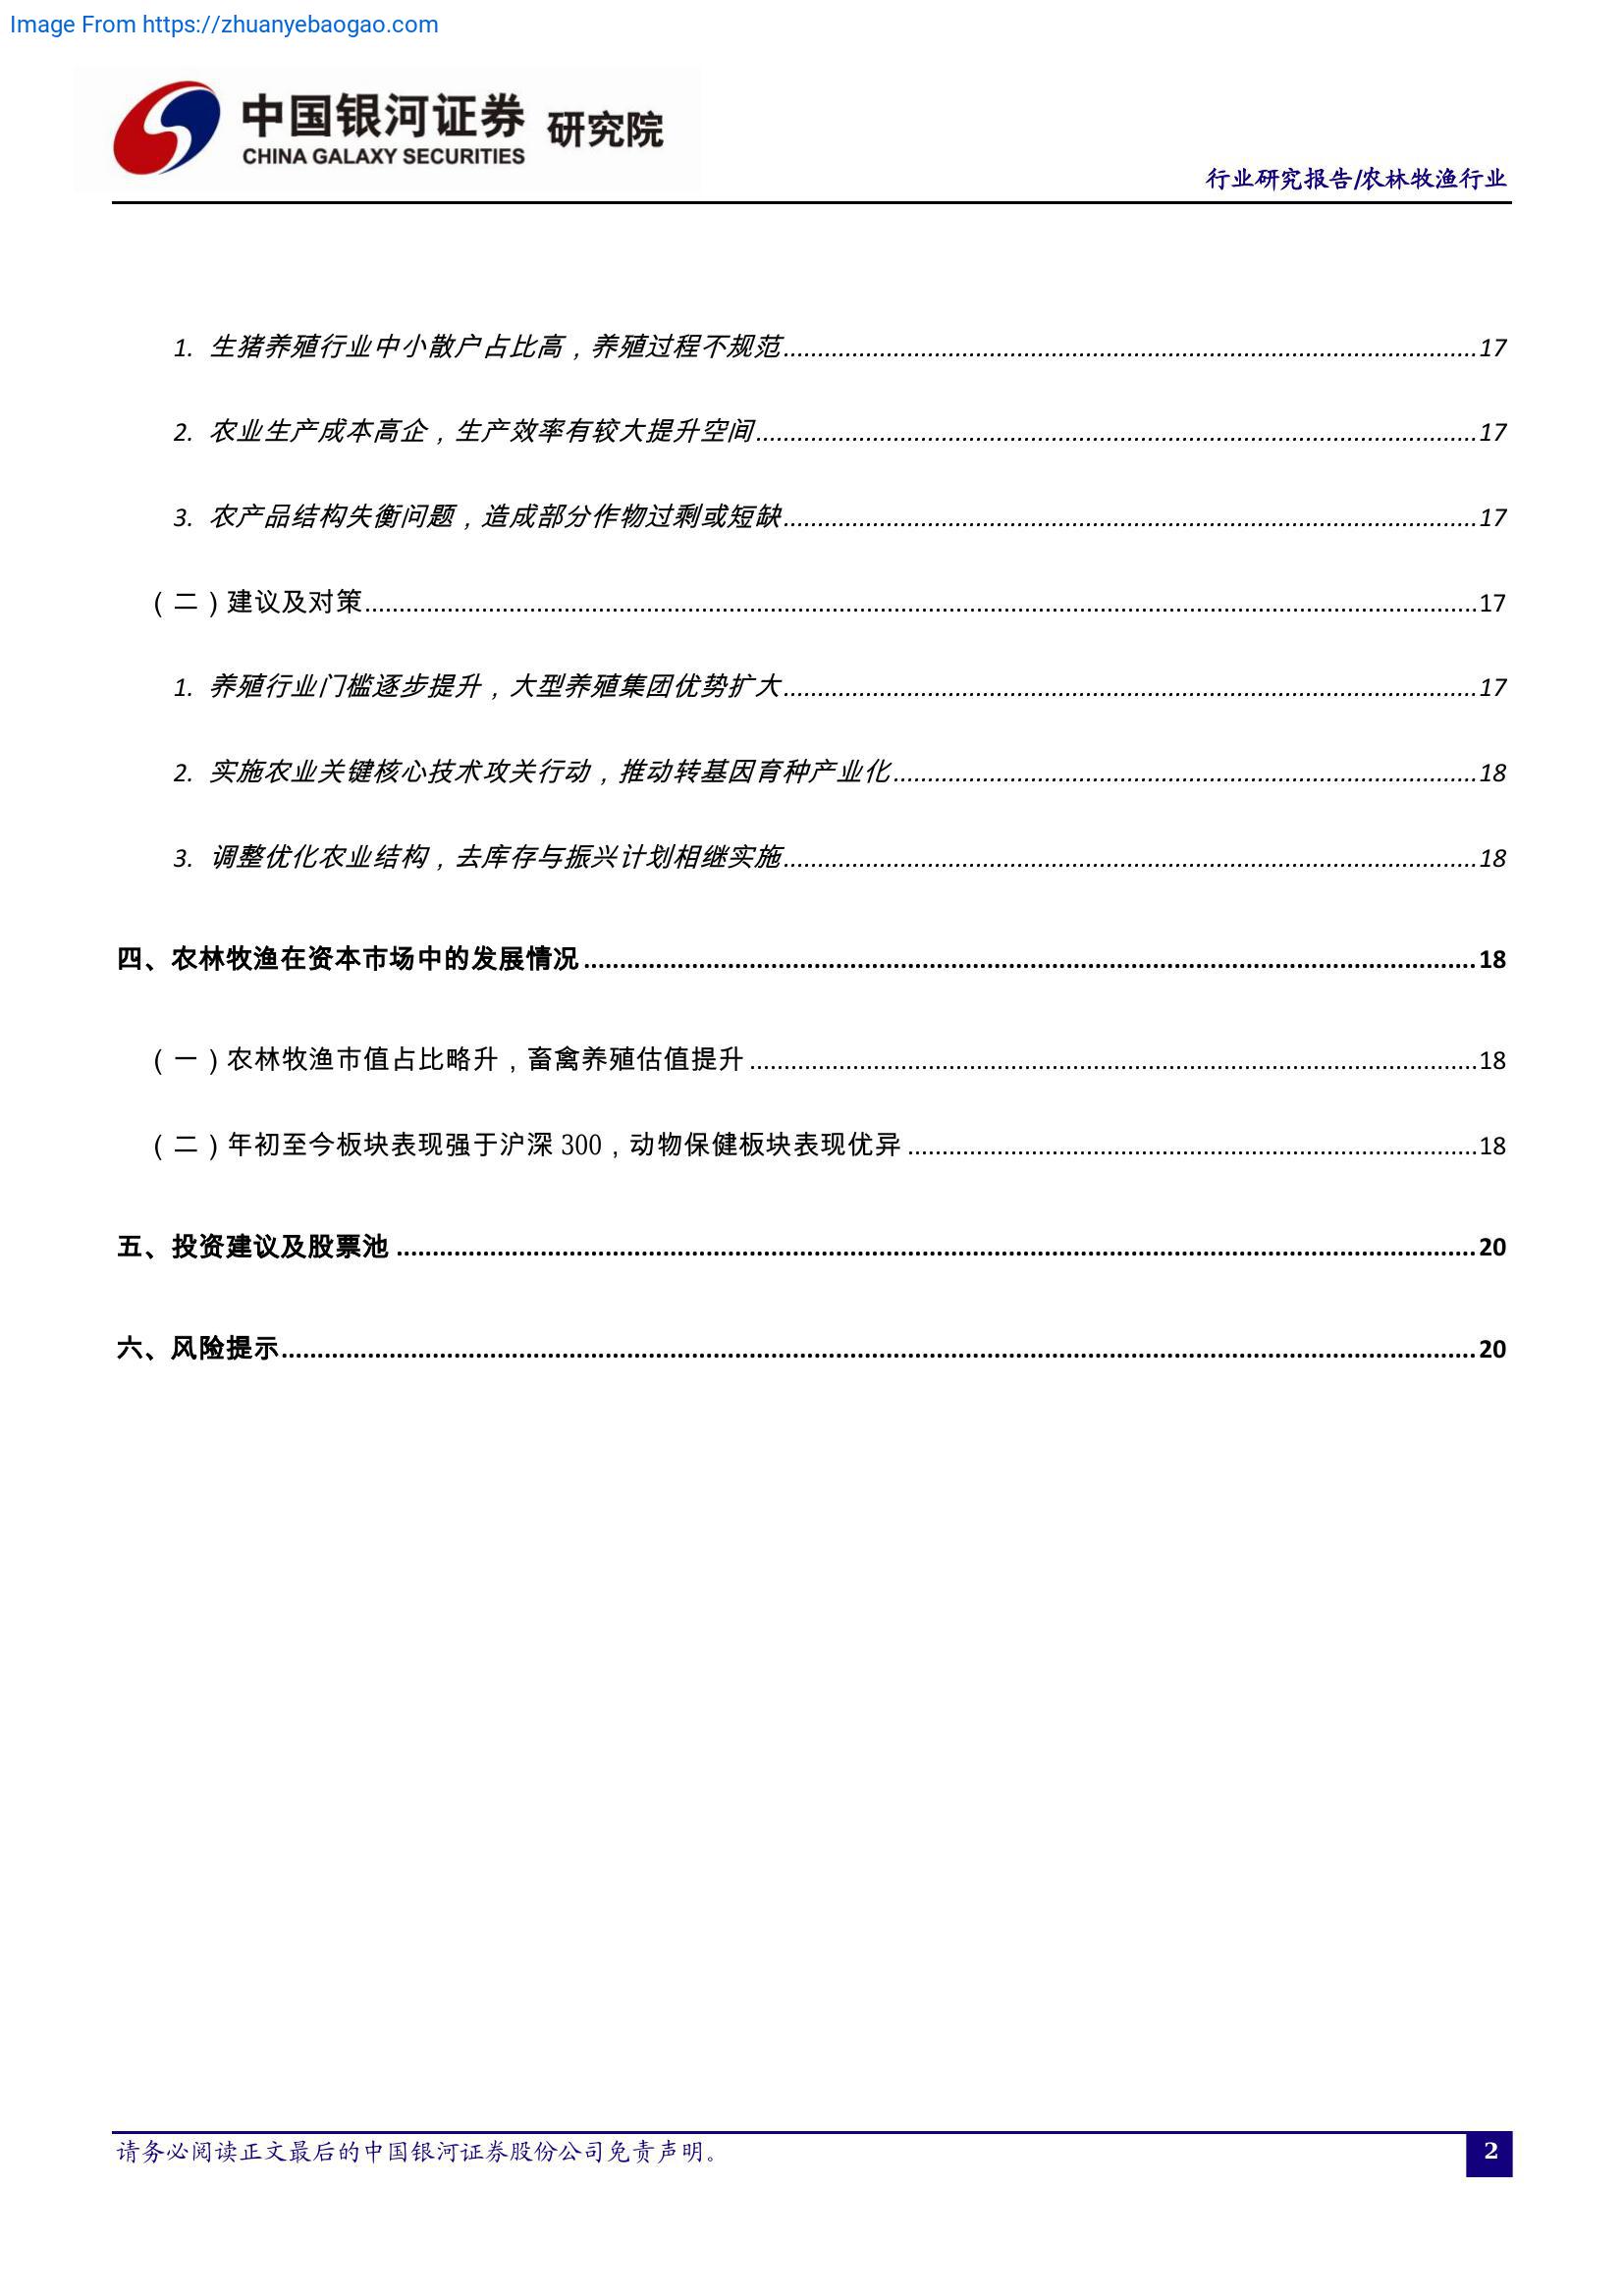 Image From https://zhuanyebaogao.com
中国银河证券 研究院
CHINA GALAXY SECURITIES
行业研究报告/农林牧渔行业
1. 生猪养殖行业中小散户占比高，养殖过程不规范................17
2. 农业生产成本高企，生产效率有较大提升空间................17
3. 农产品结构失衡问题，造成部分作物过剩或短缺................17
（二）建议及对策................17
1. 养殖行业门槛逐步提升，大型养殖集团优势扩大................17
2. 实施农业关键核心技术攻关行动，推动转基因育种产业化................18
3. 调整优化农业结构，去库存与振兴计划相继实施................18
四、农林牧渔在资本市场中的发展情况................18
（一）农林牧渔市值占比略升，畜禽养殖估值提升................18
（二）年初至今板块表现强于沪深 300，动物保健板块表现优异................18
五、投资建议及股票池................20
六、风险提示................20
请务必阅读正文最后的中国银河证券股份公司免责声明。
2